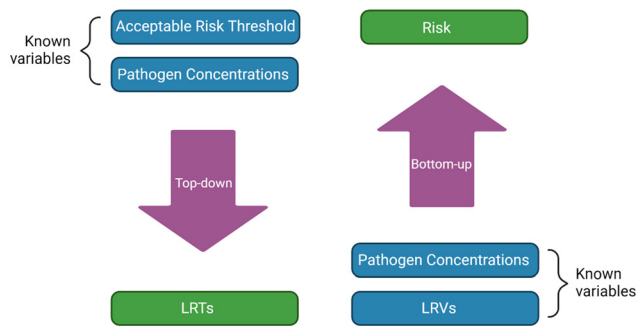 Known
variables
Acceptable Risk Threshold
Pathogen Concentrations
Top-down
LRTs
Risk
Bottom-up
Pathogen Concentrations
LRVs
Known
variables